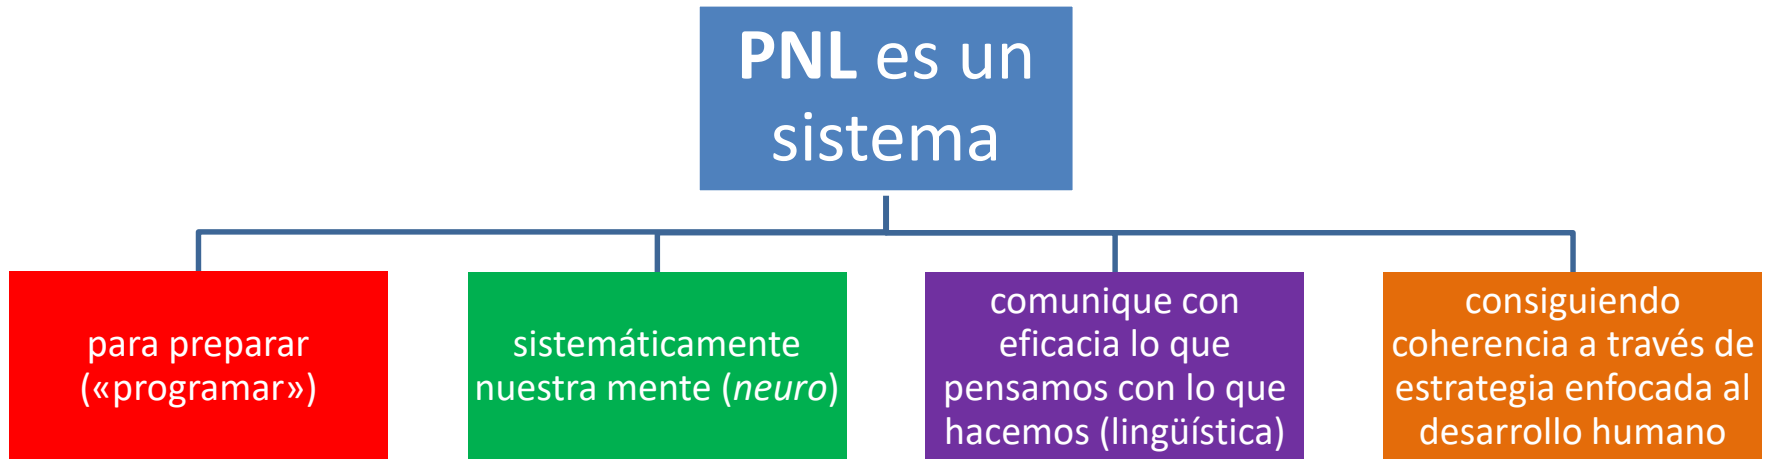 PNL es un
sistema
para preparar
(«programar»)
sistemáticamente
nuestra mente (neuro)
comunique con
eficacia lo que
pensamos con lo que
hacemos (lingüística)
consiguiendo
coherencia a través de
estrategia enfocada al
desarrollo humano